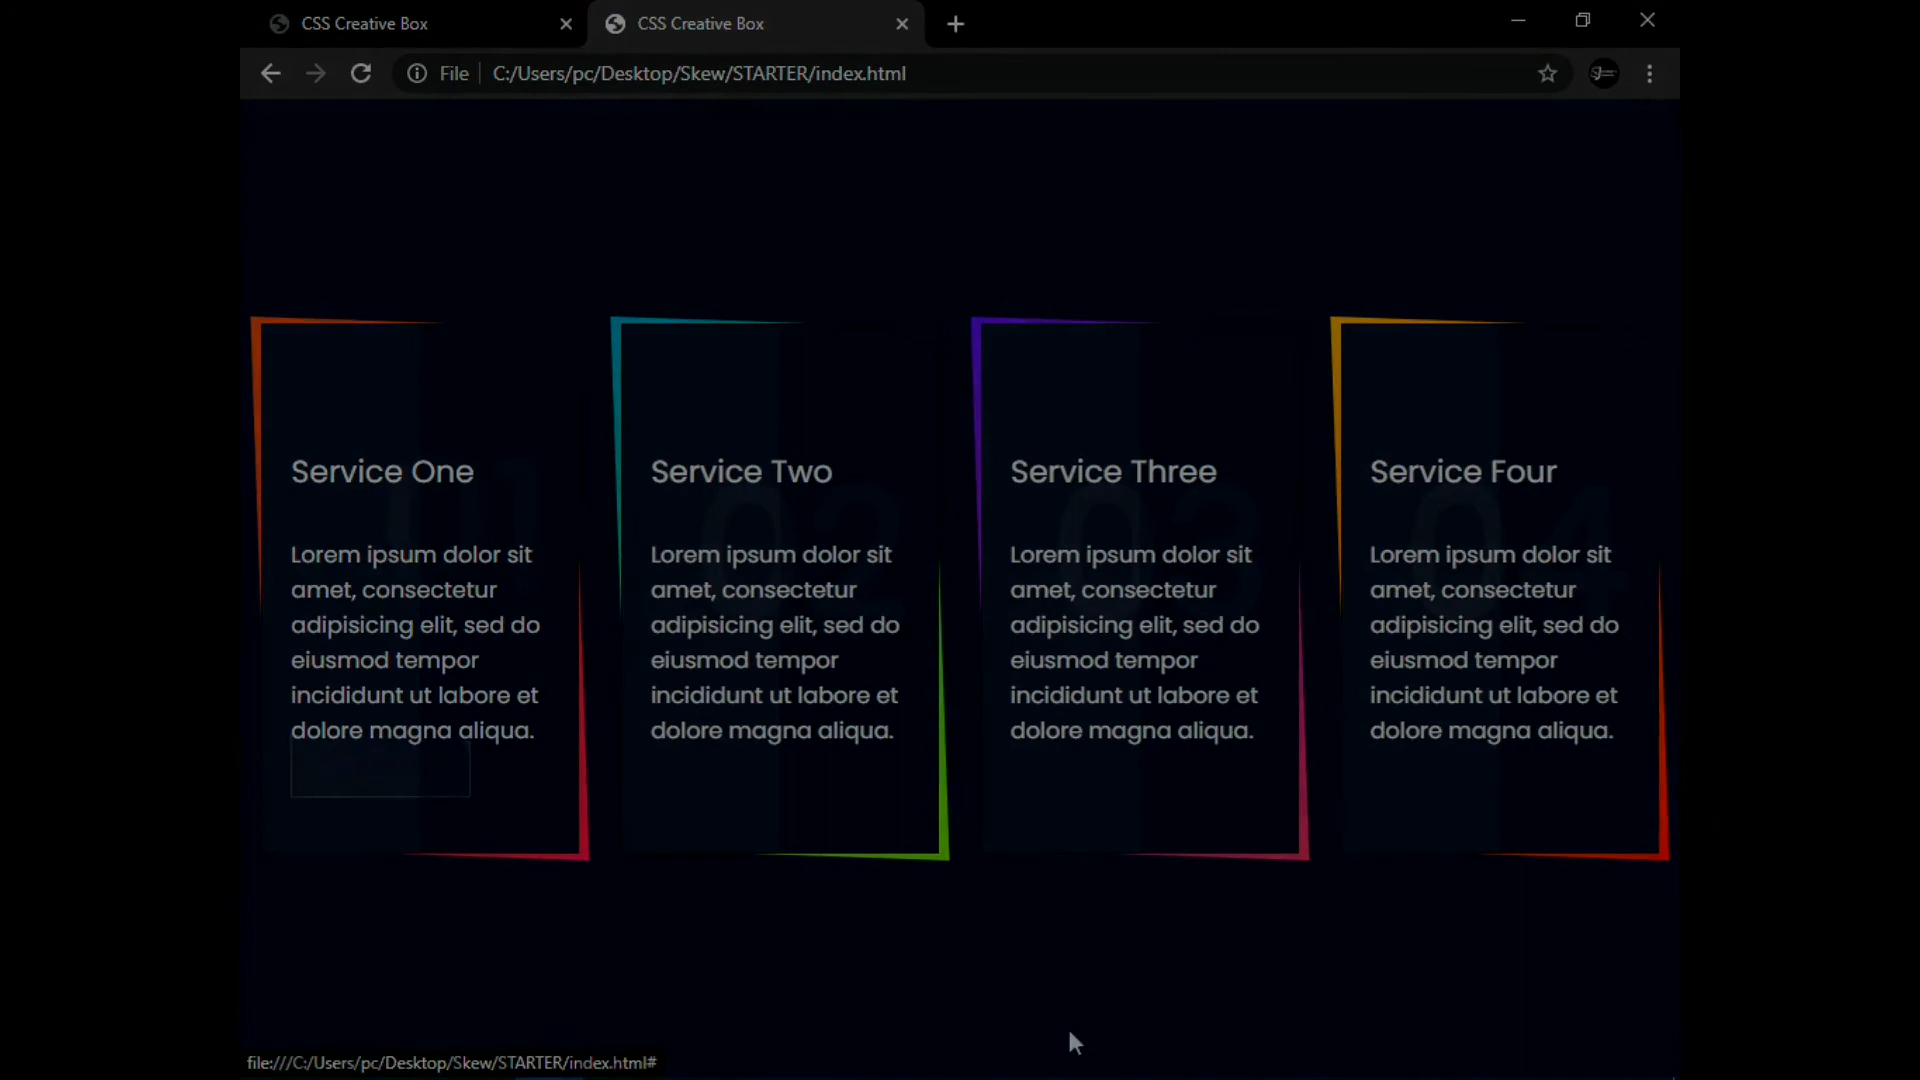 CSS Creative Box
CSS Creative Box
File
C:/Users/pc/Desktop/Skew/STARTER/index.html
02
03
04
Service One
Lorem ipsum dolor sit
amet, consectetur
adipisicing elit, sed do
eiusmod tempor
incididunt ut labore et
dolore magna aliqua.
Service Two
Lorem ipsum dolor sit
amet, consectetur
adipisicing elit, sed do
eiusmod tempor
incididunt ut labore et
dolore magna aliqua.
Service Three
Lorem ipsum dolor sit
amet, consectetur
adipisicing elit, sed do
eiusmod tempor
incididunt ut labore et
dolore magna aliqua.
Service Four
Lorem ipsum dolor sit
amet, consectetur
adipisicing elit, sed do
eiusmod tempor
incididunt ut labore et
dolore magna aliqua.
file:///C:/Users/pc/Desktop/Skew/STARTER/index.html#